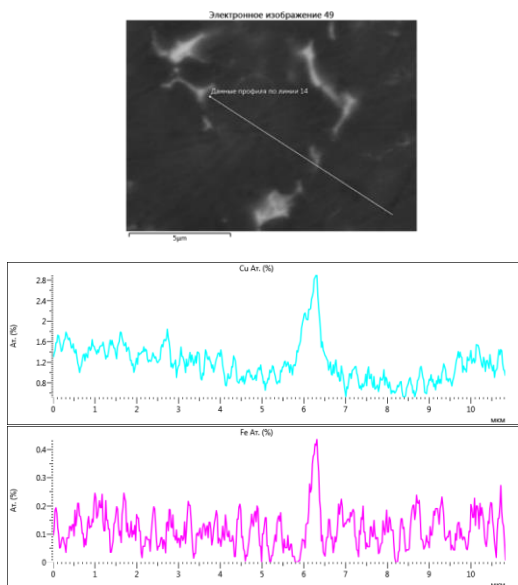 Электронное изображение 49
Данные профиля по линии 14
5μm
Cu Ат. (%)
Ат. (%)
2.8
2.4
2
1.6
1.2
0.8
0 1 2 3 4 5 6 7 8 9 10
мкм
Fe Ат. (%)
Ат. (%)
0.4
0.3
0.2
0.1
0
0 1 2 3 4 5 6 7 8 9 10
мкм